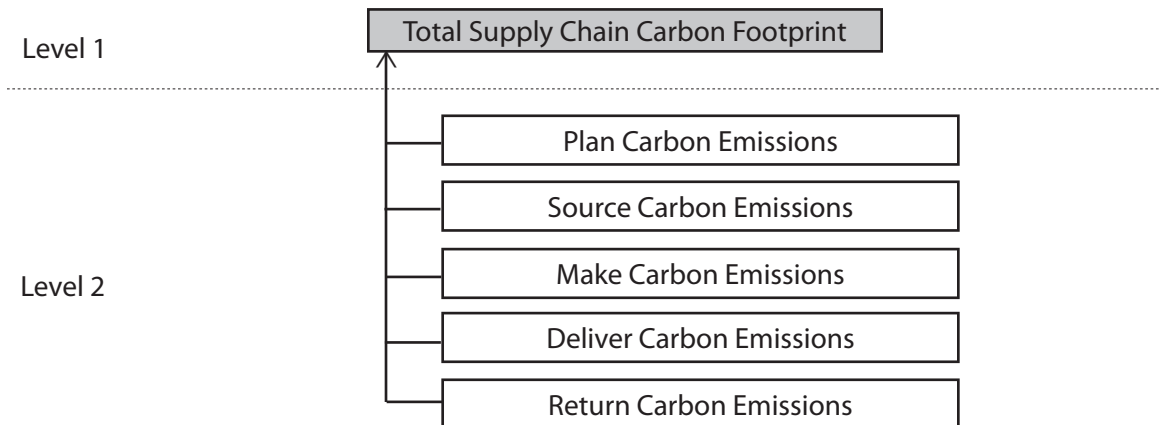 Total Supply Chain Carbon Footprint
Level 1
Plan Carbon Emissions
Source Carbon Emissions
Make Carbon Emissions
Level 2
Deliver Carbon Emissions
Return Carbon Emissions